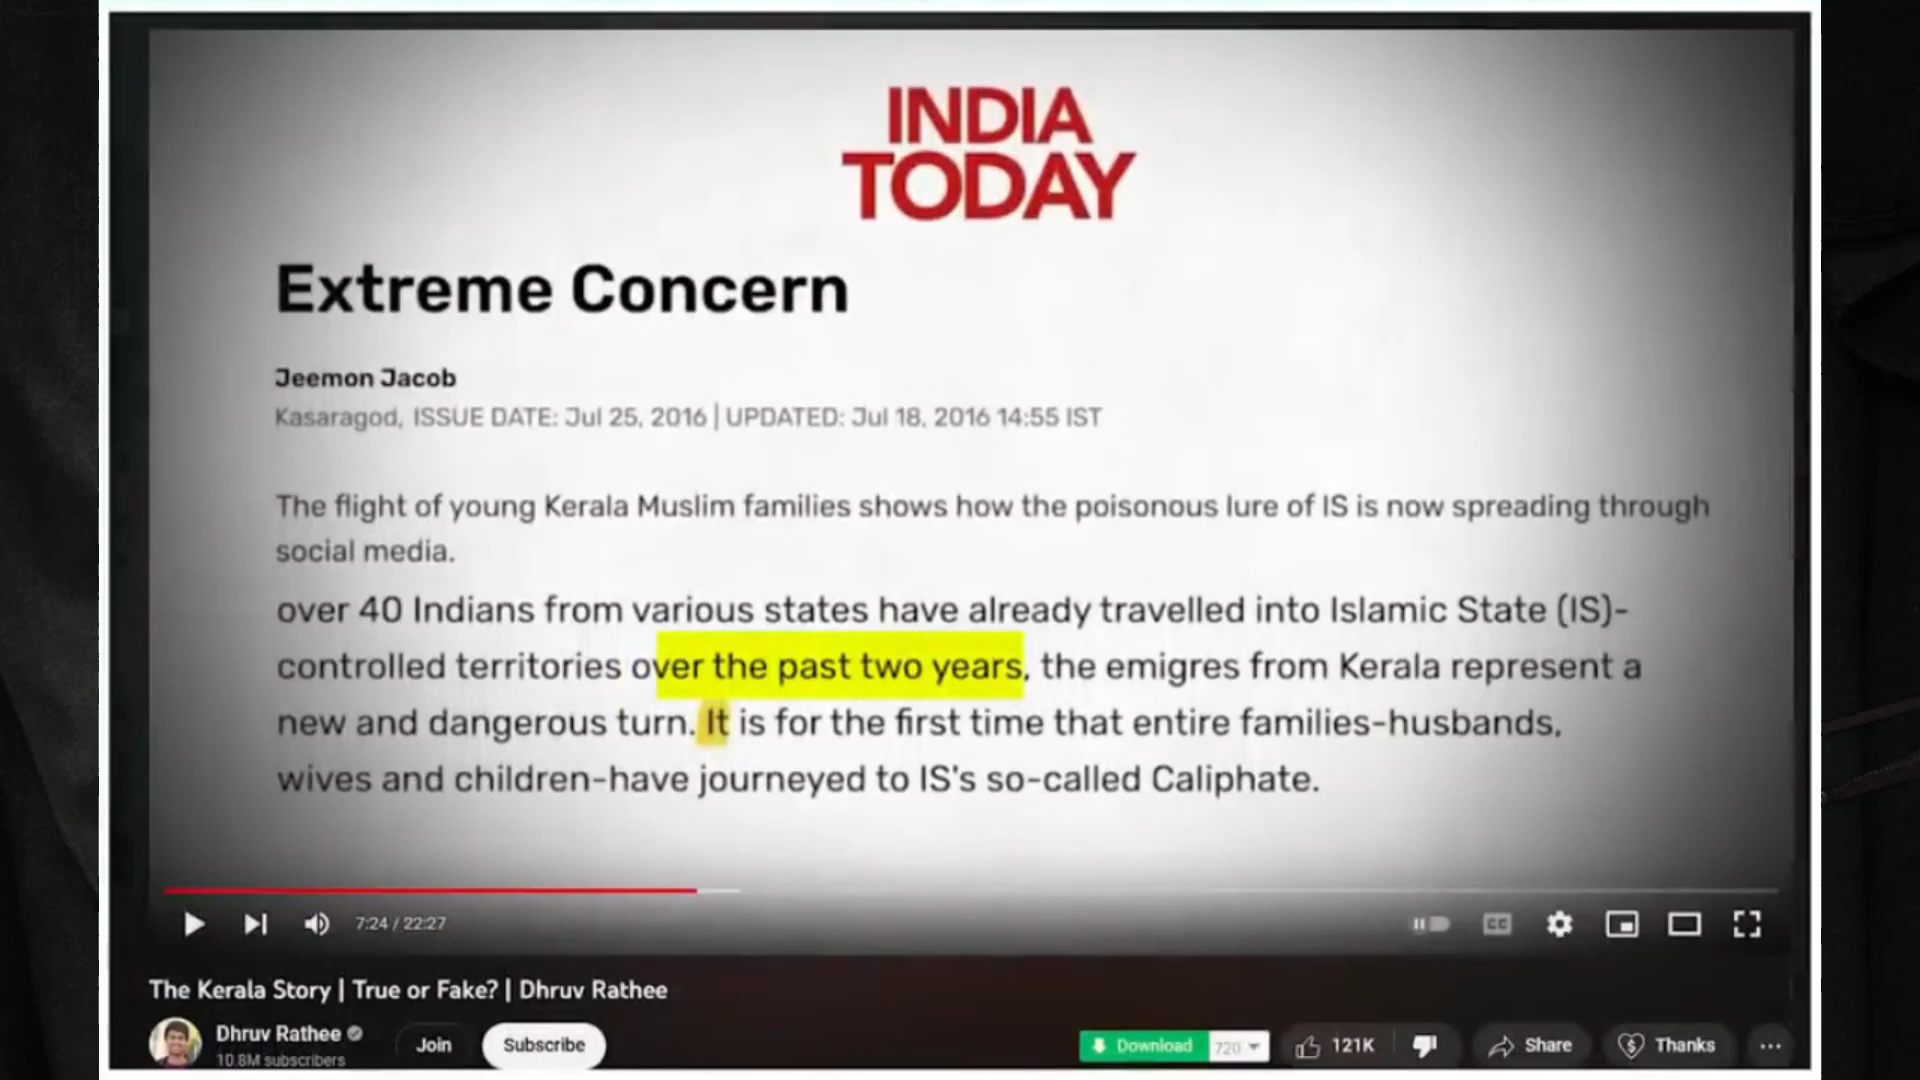 INDIA
TODAY
Extreme Concern
Jeemon Jacob
Kasaragod, ISSUE DATE: Jul 25, 2016 | UPDATED: Jul 18, 2016 14:55 IST
The flight of young Kerala Muslim families shows how the poisonous lure of IS is now spreading through
social media.
over 40 Indians from various states have already travelled into Islamic State (IS)-
controlled territories over the past two years, the emigres from Kerala represent a
new and dangerous turn. It is for the first time that entire families-husbands,
wives and children-have journeyed to IS's so-called Caliphate.
7:24 / 22:27
CC
The Kerala Story | True or Fake? | Dhruv Rathee
Dhruv Rathee
10.8M subscribers
Join
Subscribe
Download
720
121K
Share
Thanks